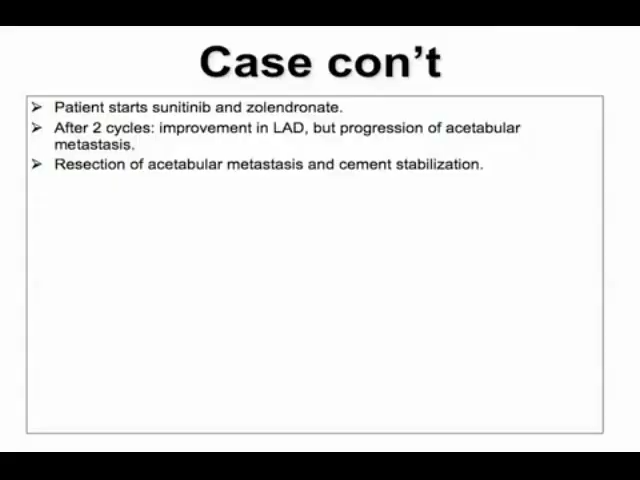 Case con’t
➢ Patient starts sunitinib and zolendronate.
➢ After 2 cycles: improvement in LAD, but progression of acetabular
metastasis.
➢ Resection of acetabular metastasis and cement stabilization.